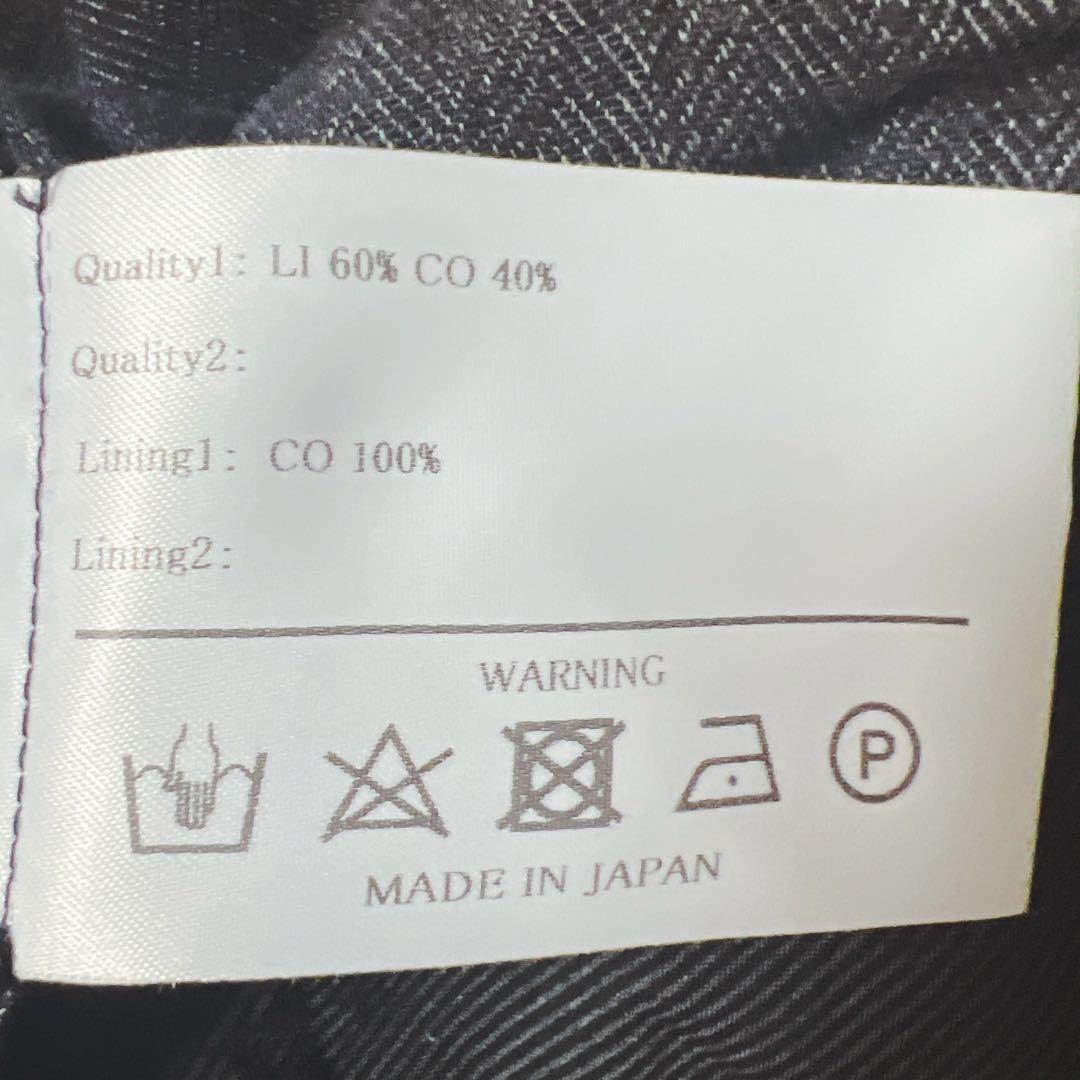 Quality1: LI 60% CO 40%
Quality2:
Lining1: CO 100%
Lining2:
WARNING
P
MADE IN JAPAN